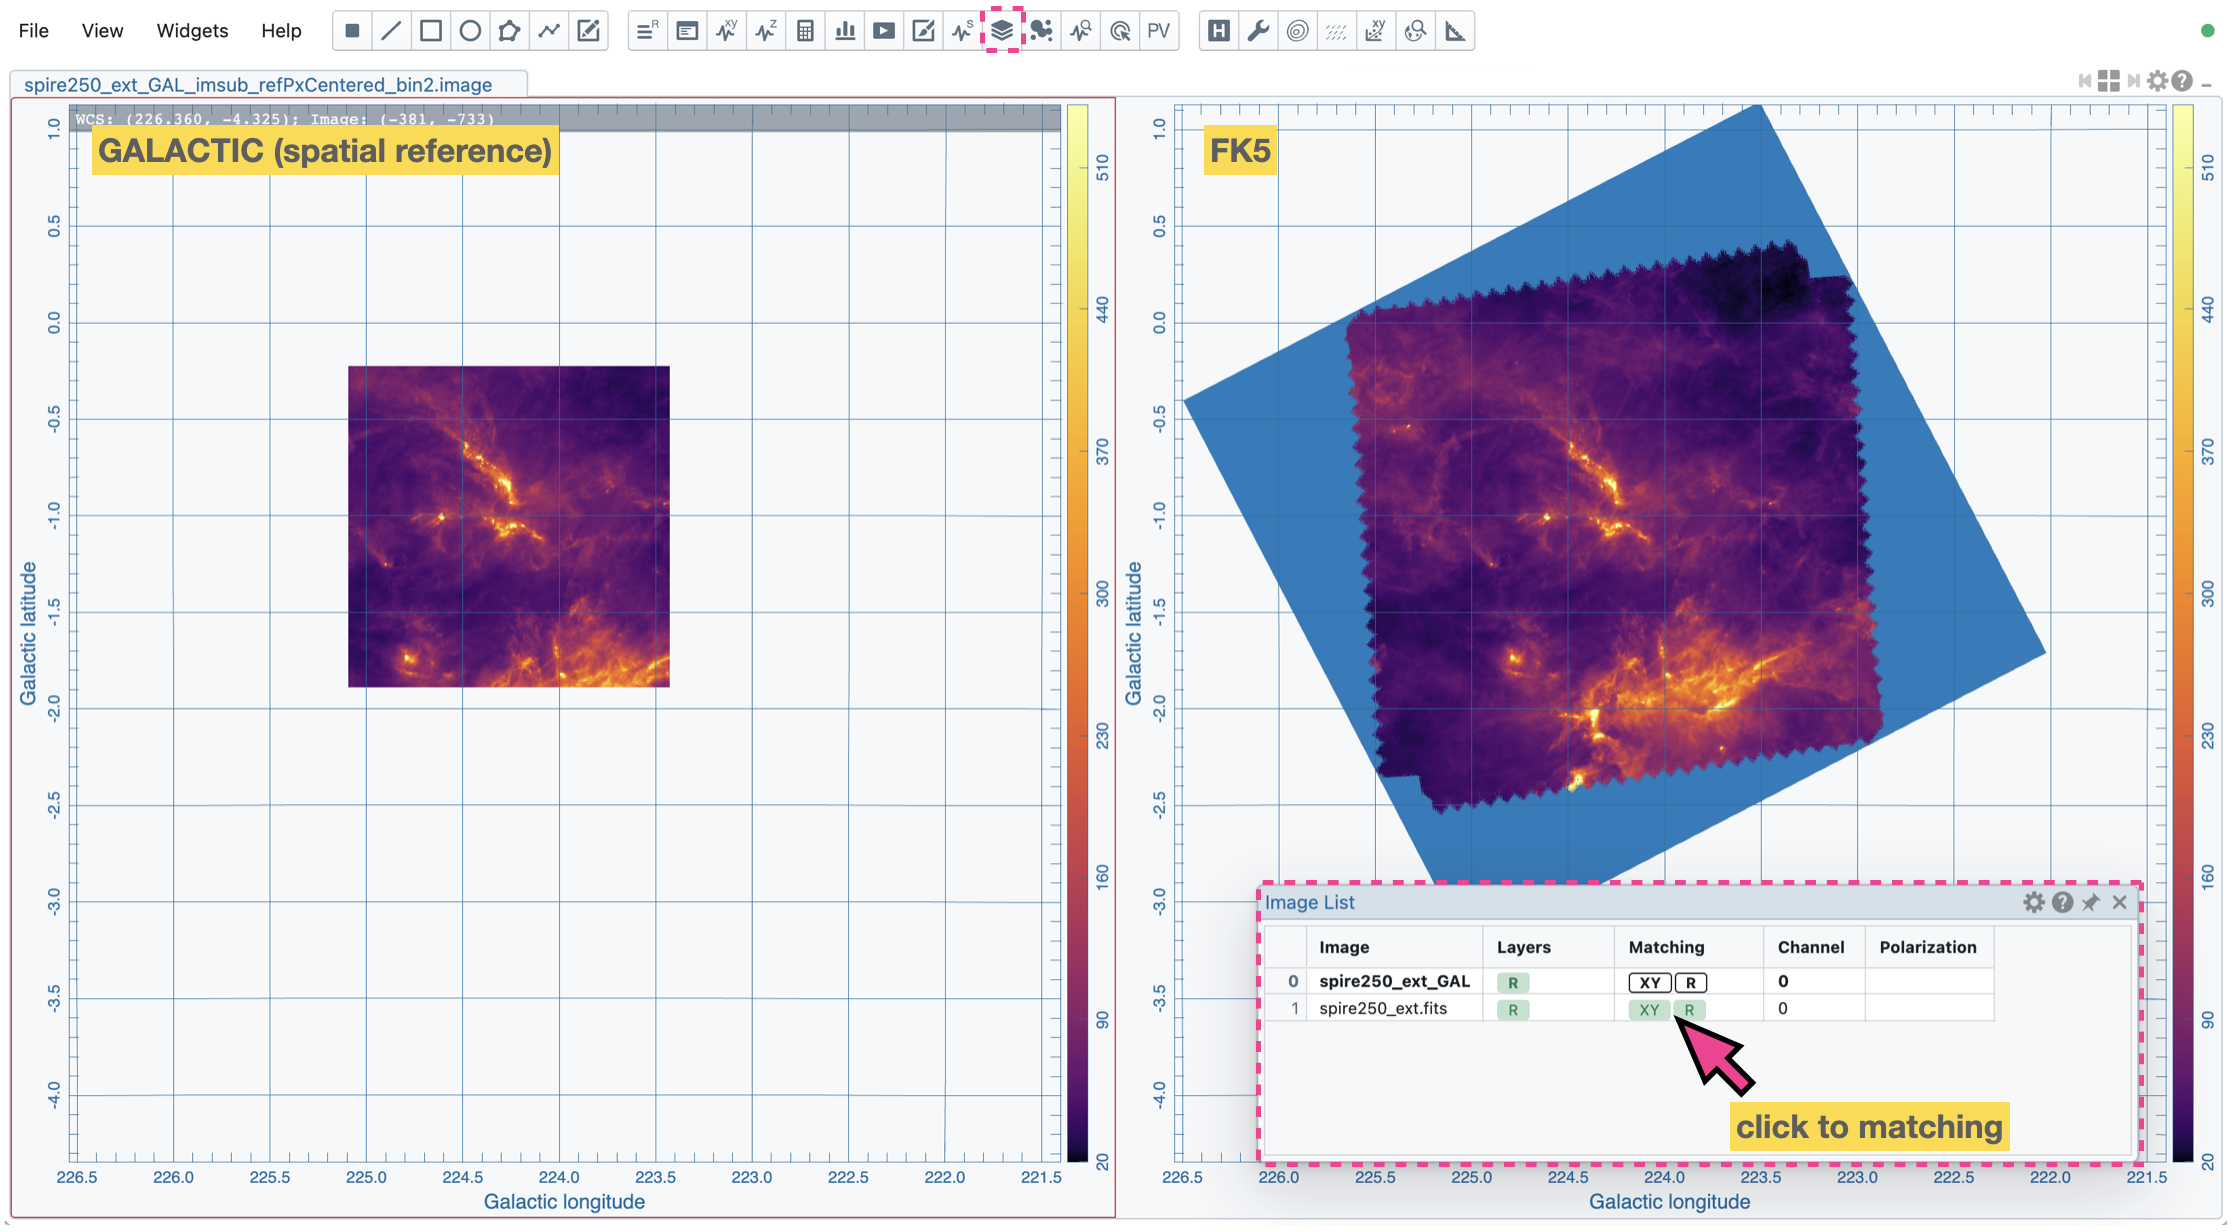 File View Widgets Help
R xy z s PV H xy
spire250_ext_GAL_imsub_refPxCentered_bin2.image
WCS: (226.360, -4.325); Image: (-381, -733)
GALACTIC (spatial reference)
1.0
0.5
0.0
-0.5
-1.0
-1.5
-2.0
-2.5
-3.0
-3.5
-4.0
Galactic latitude
226.5 226.0 225.5 225.0 224.5 224.0 223.5 223.0 222.5 222.0 221.5
Galactic longitude
510
440
370
300
230
160
90
20
FK5
1.0
0.5
0.0
-0.5
-1.0
-1.5
-2.0
-2.5
-3.0
-3.5
-4.0
Galactic latitude
226.5 226.0 225.5 225.0 224.5 224.0 223.5 223.0 222.5 222.0 221.5
Galactic longitude
510
440
370
300
230
160
90
20
Image List
Image Layers Matching Channel Polarization
0 spire250_ext_GAL R XY R 0
1 spire250_ext.fits R XY R 0
click to matching